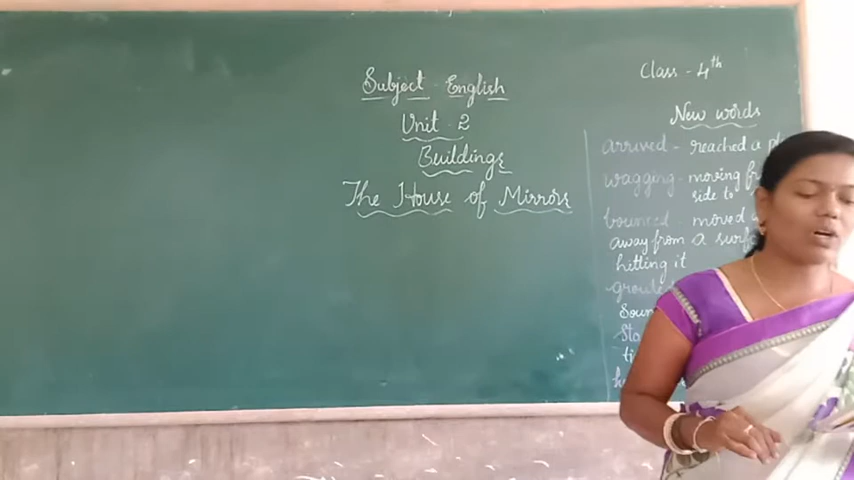 Subject - English
Unit - 2
Buildings
The House of Mirrors
Class - 4th
New words
arrived - reached a
wagging - moving
side to
bounced - moved
away from a
hitting it